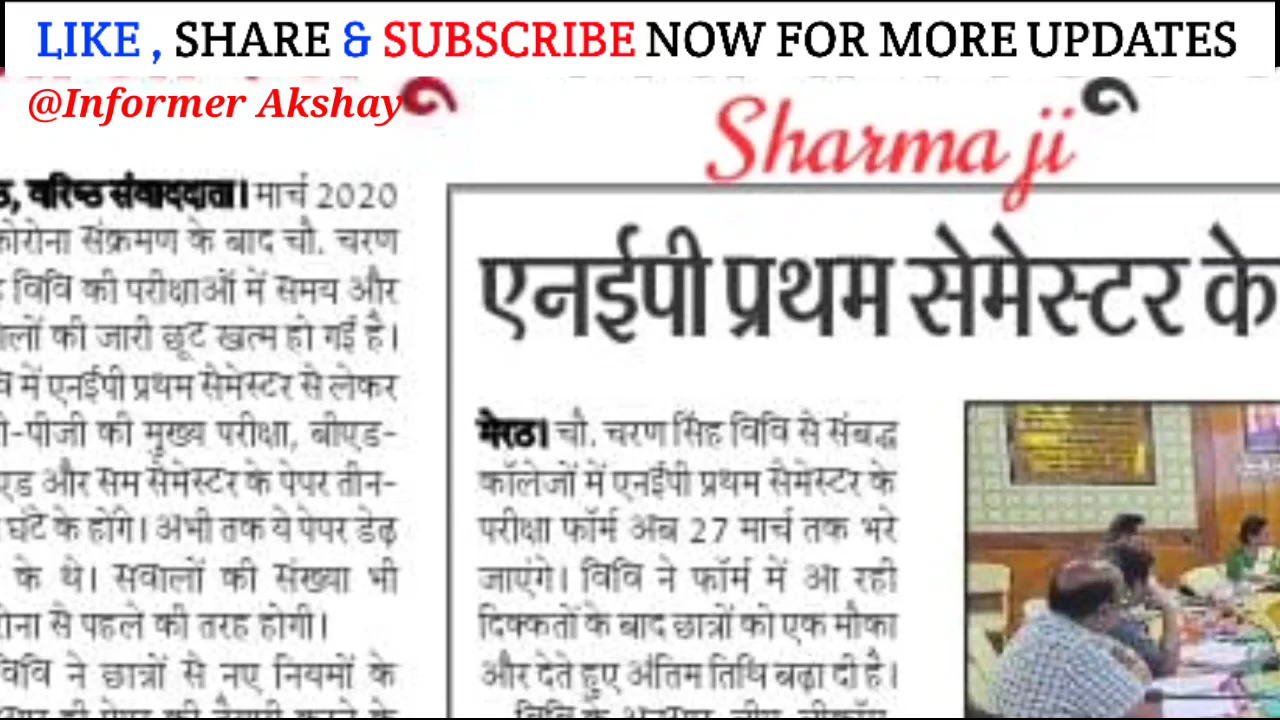 LIKE , SHARE & SUBSCRIBE NOW FOR MORE UPDATES
@Informer Akshay
Sharma ji
वरिष्ठ संवाददाता। मार्च 2020
कोरोना संक्रमण के बाद चौ. चरण
विवि की परीक्षाओं में समय और
की जारी छूट खत्म हो गई है।
में एनईपी प्रथम सेमेस्टर से लेकर
-पीजी की मुख्य परीक्षा, बीएड-
और सम सेमेस्टर के पेपर तीन-
घंटे के होंगे। अभी तक ये पेपर डेढ़
के थे। सवालों की संख्या भी
से पहले की तरह होगी।
ने छात्रों से नए नियमों के
एनईपी प्रथम सेमेस्टर के
मेरठ। चौ. चरण सिंह विवि से संबद्ध
कॉलेजों में एनईपी प्रथम सेमेस्टर के
परीक्षा फॉर्म अब 27 मार्च तक भरे
जाएंगे। विवि ने फॉर्म में आ रही
दिक्कतों के बाद छात्रों को एक मौका
और देते हुए अंतिम तिथि बढ़ा दी है।